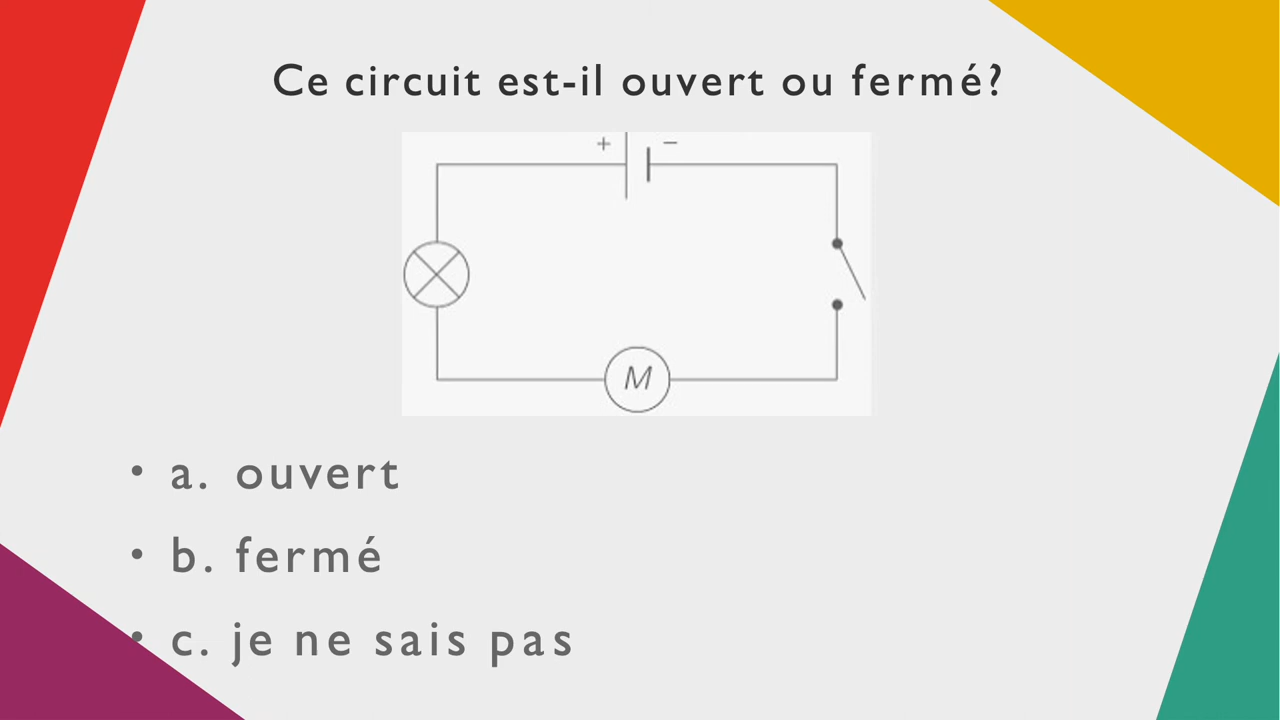 Ce circuit est-il ouvert ou fermé?
+ −
M
• a. ouvert
• b. fermé
• c. je ne sais pas